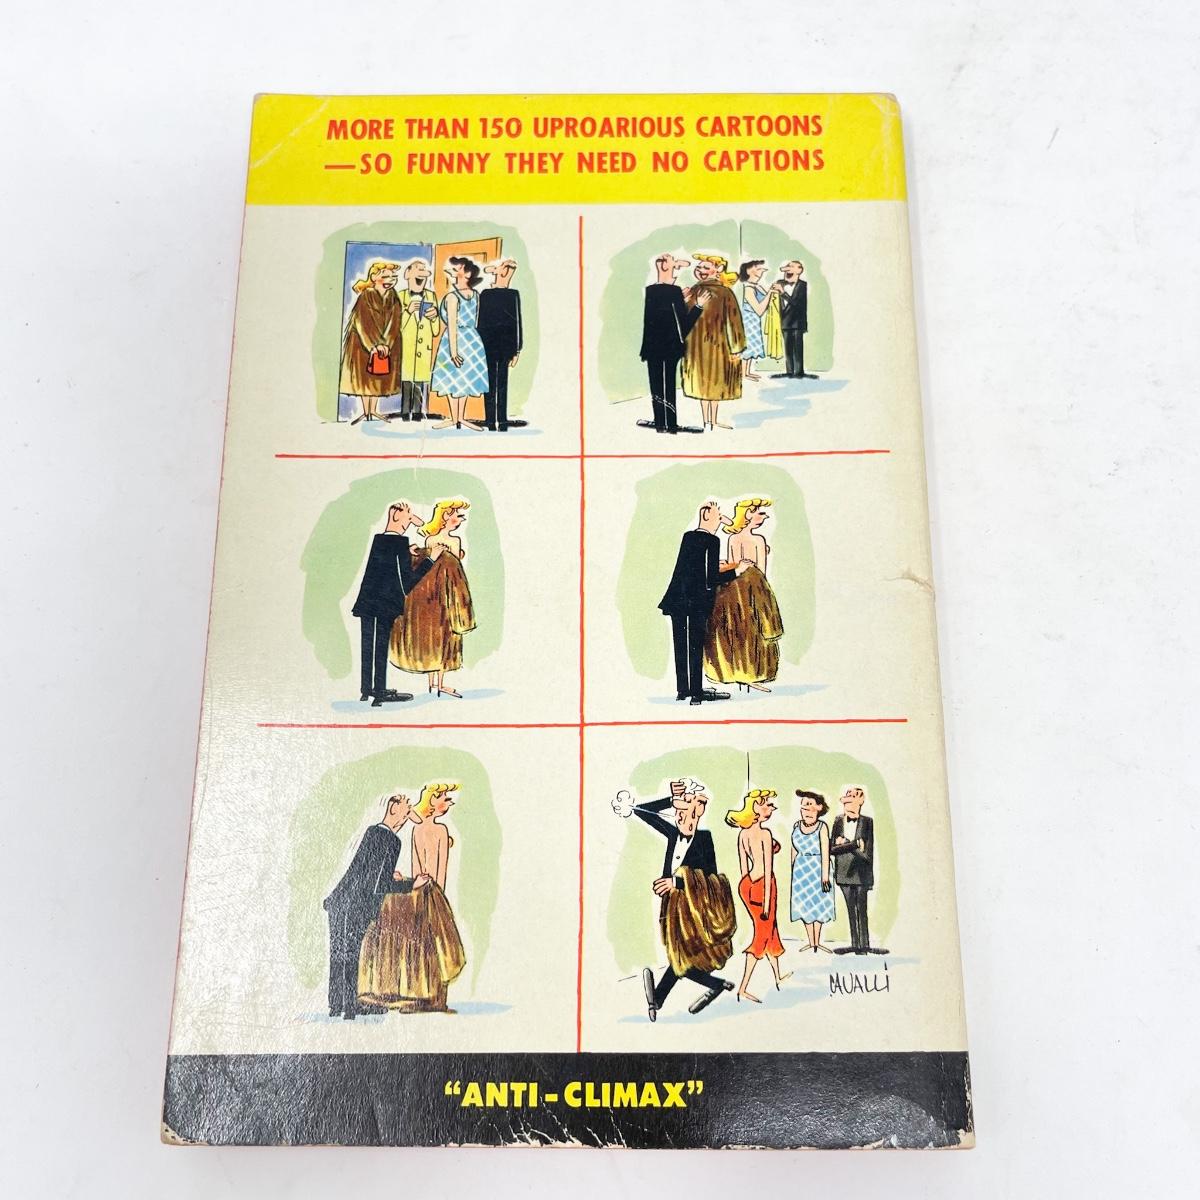 MORE THAN 150 UPROARIOUS CARTOONS
—SO FUNNY THEY NEED NO CAPTIONS
CAVALLI
“ANTI-CLIMAX”